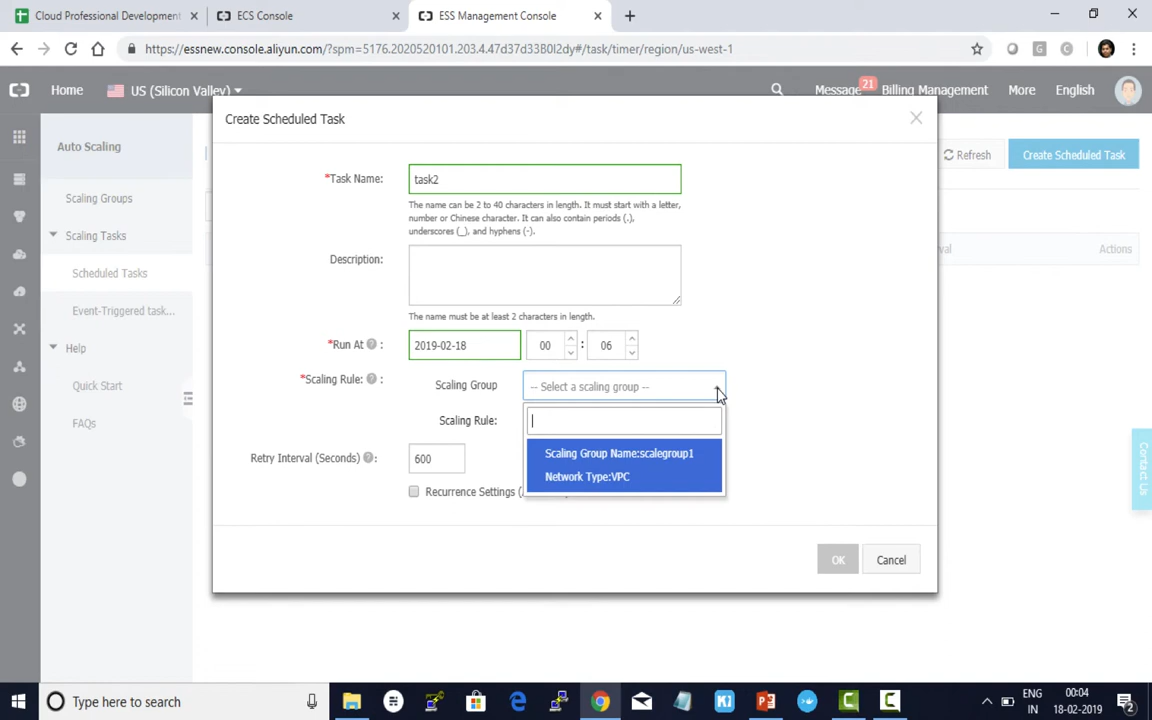 Cloud Professional Development
ECS Console
ESS Management Console
https://essnew.console.aliyun.com/?spm=5176.2020520101.203.4.47d37d3380l2dy#/task/timer/region/us-west-1
Home
US (Silicon Valley)
Message 21
Billing Management
More
English
Auto Scaling
Scaling Groups
Scaling Tasks
Scheduled Tasks
Event-Triggered task...
Help
Quick Start
FAQs
Refresh
Create Scheduled Task
Actions
Create Scheduled Task
*Task Name:
task2
The name can be 2 to 40 characters in length. It must start with a letter,
number or Chinese character. It can also contain periods (.),
underscores (_), and hyphens (-).
Description:
The name must be at least 2 characters in length.
*Run At ? :
2019-02-18
00 : 06
*Scaling Rule: ? :
Scaling Group
-- Select a scaling group --
Scaling Rule:
Scaling Group Name:scalegroup1
Network Type:VPC
Retry Interval (Seconds) ? :
600
Recurrence Settings (
OK
Cancel
Contact Us
Type here to search
ENG
IN
00:04
18-02-2019
2